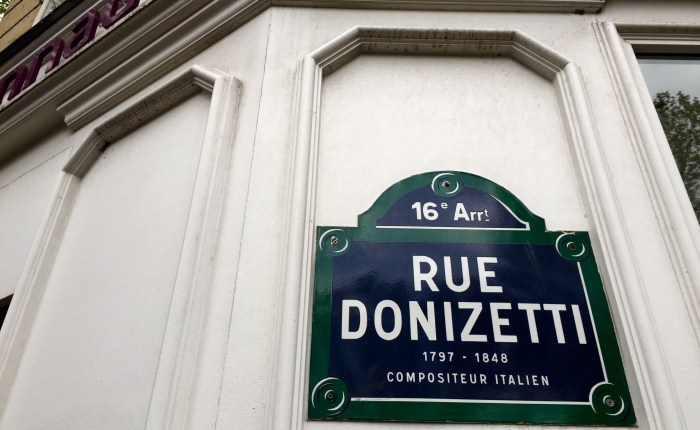 16e Arrt
RUE
DONIZETTI
1797 - 1848
COMPOSITEUR ITALIEN